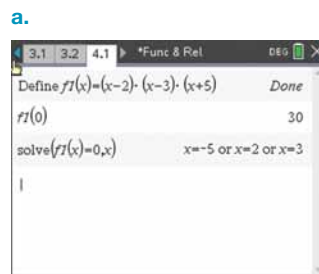 a.
3.1 3.2 4.1 *Func & Rel DEG
Define f1(x)=(x−2)·(x−3)·(x+5) Done
f1(0) 30
solve(f1(x)=0,x) x=-5 or x=2 or x=3